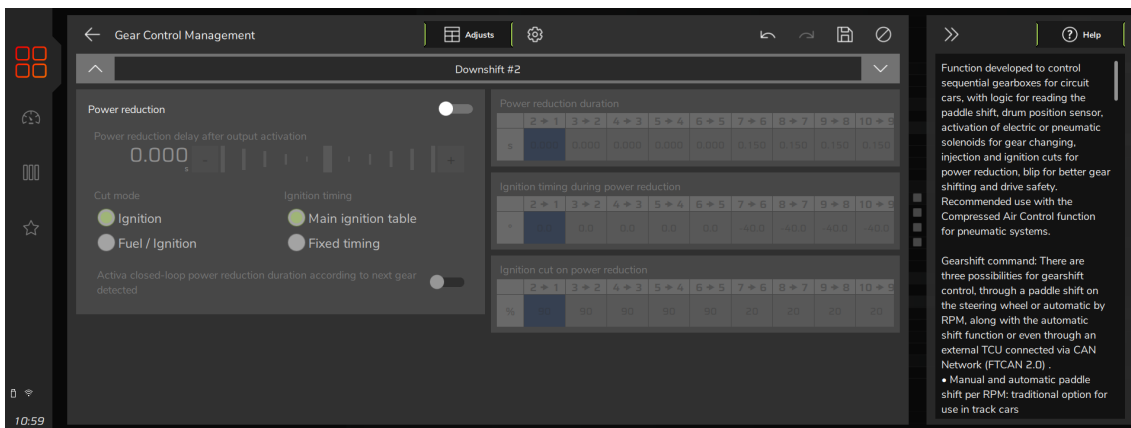 Gear Control Management
Adjusts
Help
Downshift #2
Power reduction
Power reduction delay after output activation
0.000
s
-
+
Cut mode
Ignition timing
Ignition
Main ignition table
Fuel / Ignition
Fixed timing
Activa closed-loop power reduction duration according to next gear
detected
Power reduction duration
2 → 1 3 → 2 4 → 3 5 → 4 6 → 5 7 → 6 8 → 7 9 → 8 10 → 9
s 0.000 0.000 0.000 0.000 0.000 0.150 0.150 0.150 0.150
Ignition timing during power reduction
2 → 1 3 → 2 4 → 3 5 → 4 6 → 5 7 → 6 8 → 7 9 → 8 10 → 9
° 0.0 0.0 0.0 0.0 0.0 -40.0 -40.0 -40.0 -40.0
Ignition cut on power reduction
2 → 1 3 → 2 4 → 3 5 → 4 6 → 5 7 → 6 8 → 7 9 → 8 10 → 9
% 90 90 90 90 90 20 20 20 20
Function developed to control
sequential gearboxes for circuit
cars, with logic for reading the
paddle shift, drum position sensor,
activation of electric or pneumatic
solenoids for gear changing,
injection and ignition cuts for
power reduction, blip for better gear
shifting and drive safety.
Recommended use with the
Compressed Air Control function
for pneumatic systems.
Gearshift command: There are
three possibilities for gearshift
control, through a paddle shift on
the steering wheel or automatic by
RPM, along with the automatic
shift function or even through an
external TCU connected via CAN
Network (FTCAN 2.0) .
• Manual and automatic paddle
shift per RPM: traditional option for
use in track cars
10:59